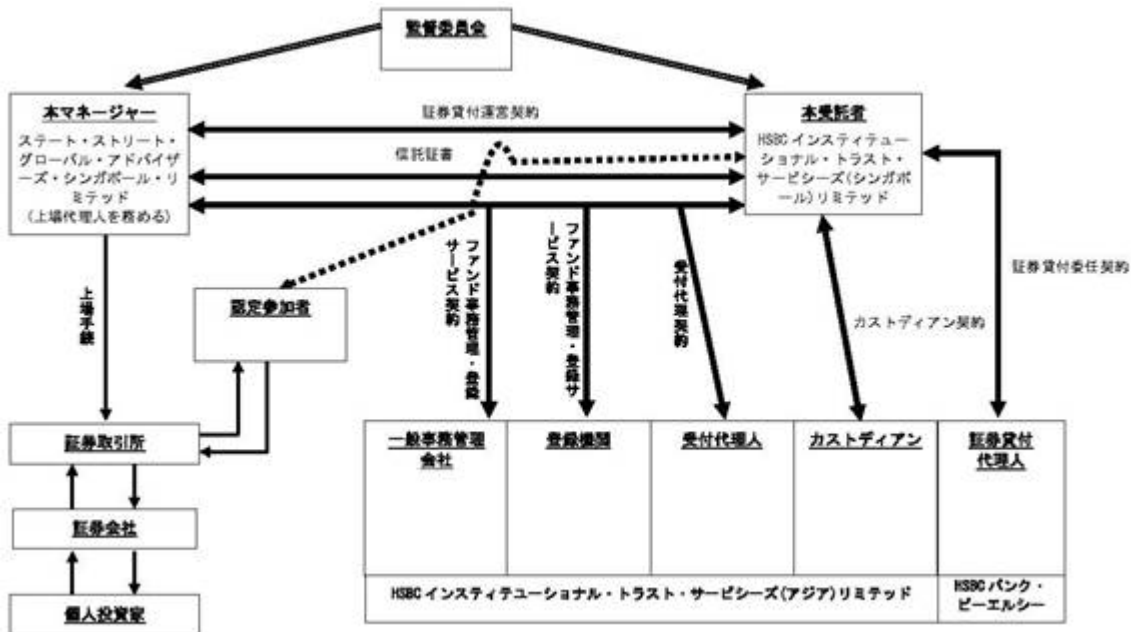 監督委員会
本マネージャー
ステート・ストリート・
グローバル・アドバイザ
ーズ・シンガポール・リ
ミテッド
(上場代理人を務める)
証券貸付運営契約
信託証書
本受託者
HSBC インスティテュー
ショナル・トラスト・
サービシーズ(シンガポ
ール)リミテッド
上場手続
認定参加者
ファンド事務管理・登録
サービス契約
ファンド事務管理・登録サ
ービス契約
受付代理契約
カストディアン契約
証券貸付委任契約
証券取引所
証券会社
個人投資家
一般事務管理
会社
登録機関
受付代理人
カストディアン
証券貸付
代理人
HSBC インスティテューショナル・トラスト・サービシーズ(アジア)リミテッド
HSBC バンク・
ピーエルシー